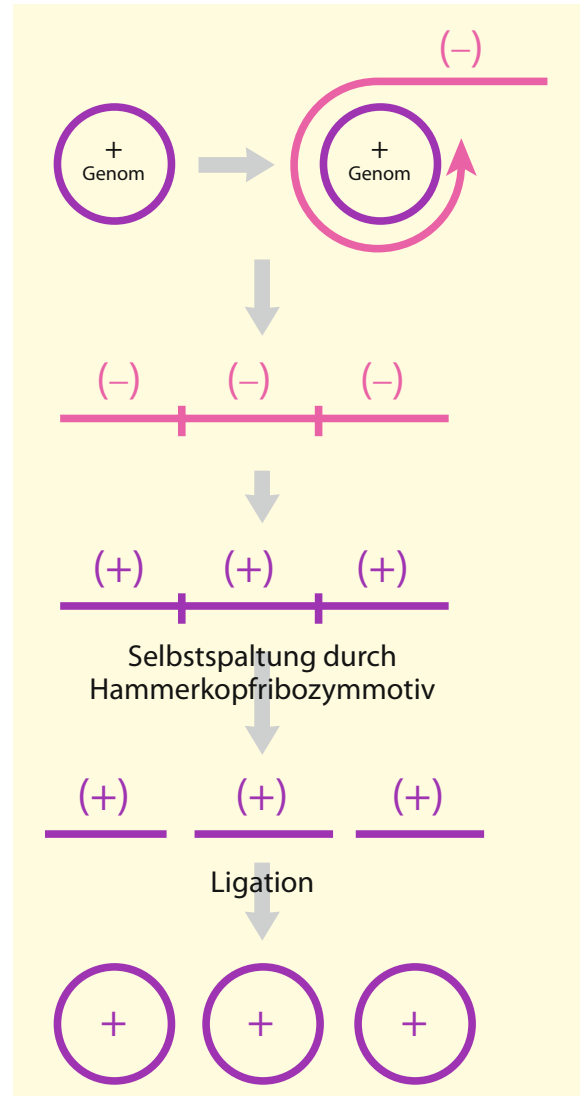 (–)
+
Genom
+
Genom
(–) (–) (–)
(+) (+) (+)
Selbstspaltung durch
Hammerkopfribozymmotiv
(+) (+) (+)
Ligation
+ + +